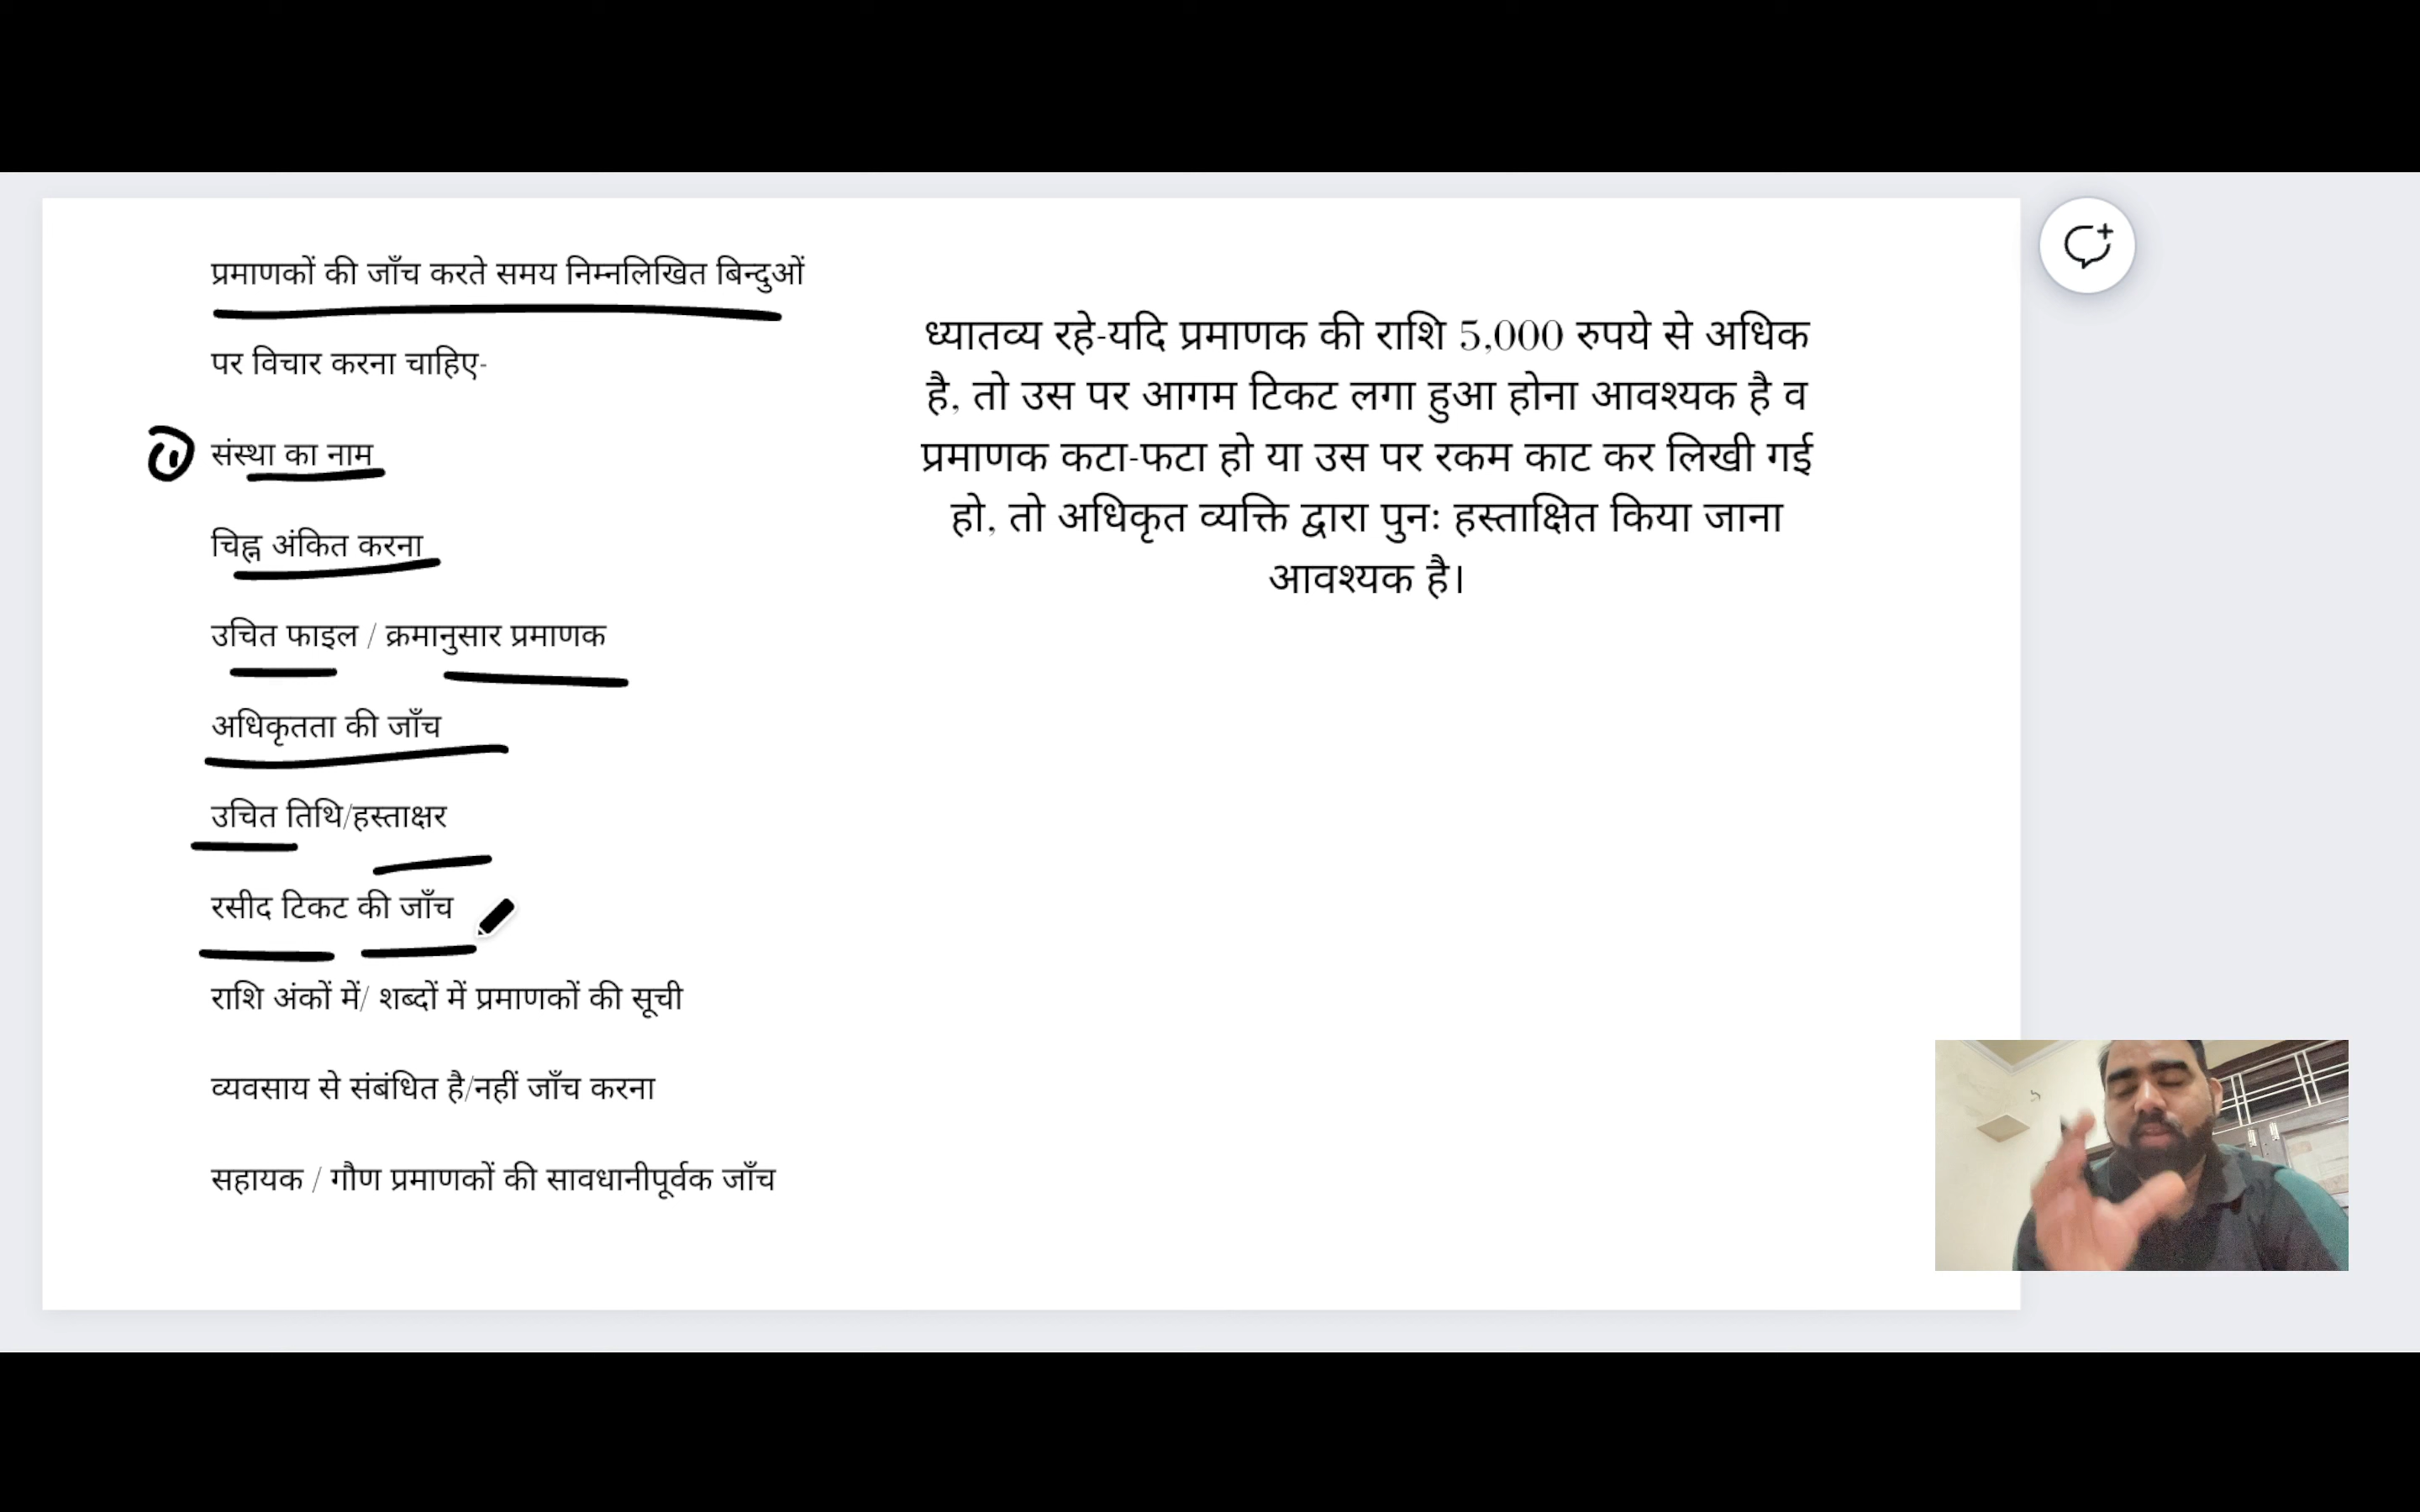 प्रमाणकों की जाँच करते समय निम्नलिखित बिन्दुओं
पर विचार करना चाहिए-
संस्था का नाम
चिह्न अंकित करना
उचित फाइल / क्रमानुसार प्रमाणक
अधिकृतता की जाँच
उचित तिथि/हस्ताक्षर
रसीद टिकट की जाँच
राशि अंकों में/ शब्दों में प्रमाणकों की सूची
व्यवसाय से संबंधित है/नहीं जाँच करना
सहायक / गौण प्रमाणकों की सावधानीपूर्वक जाँच
ध्यातव्य रहे-यदि प्रमाणक की राशि 5,000 रुपये से अधिक
है, तो उस पर आगम टिकट लगा हुआ होना आवश्यक है व
प्रमाणक कटा-फटा हो या उस पर रकम काट कर लिखी गई
हो, तो अधिकृत व्यक्ति द्वारा पुनः हस्ताक्षित किया जाना
आवश्यक है।